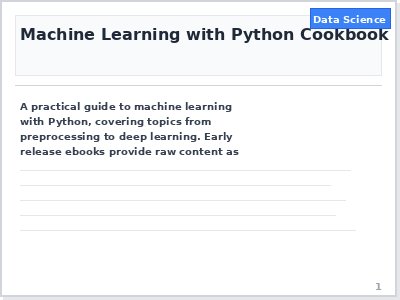 Data Science
Machine Learning with Python Cookbook
A practical guide to machine learning
with Python, covering topics from
preprocessing to deep learning. Early
release ebooks provide raw content as
1